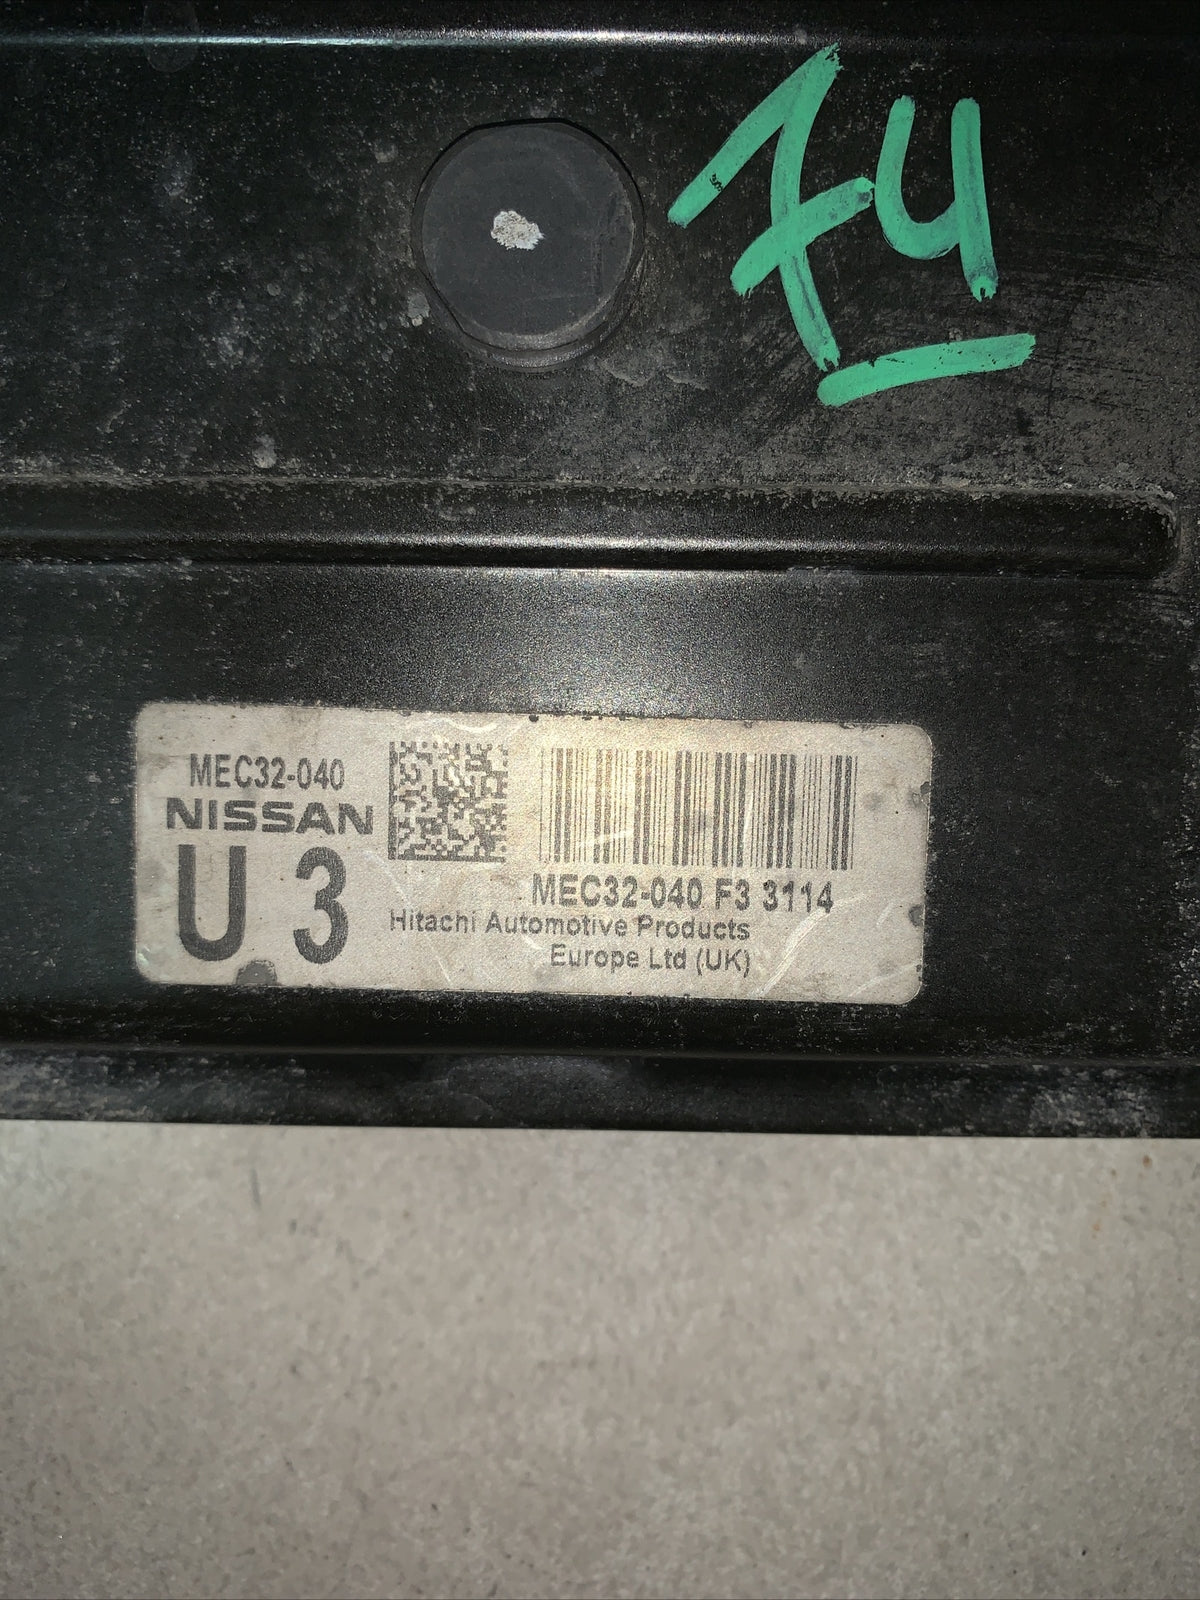 74
MEC32-040
NISSAN
U 3
MEC32-040 F3 3114
Hitachi Automotive Products
Europe Ltd (UK)